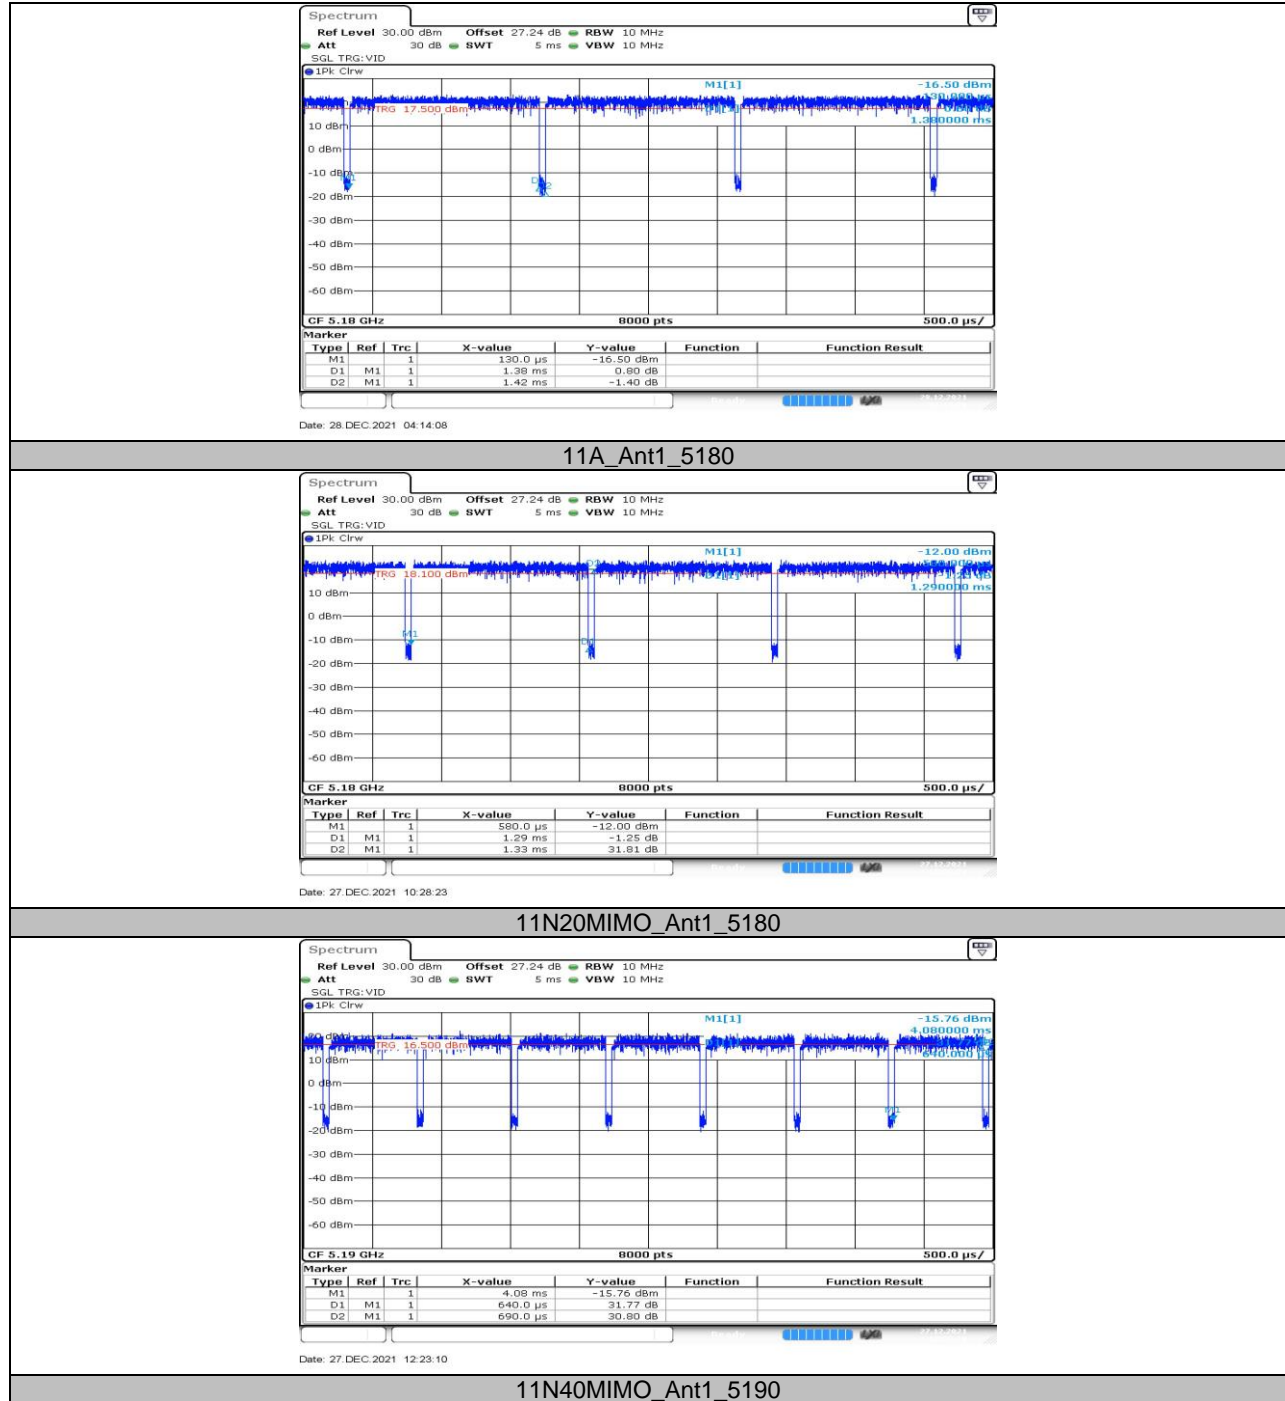 Spectrum
Ref Level 30.00 dBm Offset 27.24 dB RBW 10 MHz
Att 30 dB SWT 5 ms VBW 10 MHz
SGL TRG:VID
1Pk Clrw
M1[1] -16.50 dBm
TRG 17.500 dBm
1.380000 ms
10 dBm
0 dBm
-10 dBm
-20 dBm
-30 dBm
-40 dBm
-50 dBm
-60 dBm
CF 5.18 GHz 8000 pts 500.0 µs/
Marker
Type Ref Trc X-value Y-value Function Function Result
M1 1 130.0 µs -16.50 dBm
D1 M1 1 1.38 ms 0.80 dB
D2 M1 1 1.42 ms -1.40 dB
Date: 28.DEC.2021 04:14:08
11A_Ant1_5180
Spectrum
Ref Level 30.00 dBm Offset 27.24 dB RBW 10 MHz
Att 30 dB SWT 5 ms VBW 10 MHz
SGL TRG:VID
1Pk Clrw
M1[1] -12.00 dBm
TRG 18.100 dBm
1.290000 ms
10 dBm
0 dBm
-10 dBm
M1
-20 dBm
-30 dBm
-40 dBm
-50 dBm
-60 dBm
CF 5.18 GHz 8000 pts 500.0 µs/
Marker
Type Ref Trc X-value Y-value Function Function Result
M1 1 580.0 µs -12.00 dBm
D1 M1 1 1.29 ms -1.25 dB
D2 M1 1 1.33 ms 31.81 dB
Date: 27.DEC.2021 10:28:23
11N20MIMO_Ant1_5180
Spectrum
Ref Level 30.00 dBm Offset 27.24 dB RBW 10 MHz
Att 30 dB SWT 5 ms VBW 10 MHz
SGL TRG:VID
1Pk Clrw
M1[1] -15.76 dBm
4.080000 ms
TRG 16.500 dBm
640.000 µs
10 dBm
0 dBm
-10 dBm
M1
-20 dBm
-30 dBm
-40 dBm
-50 dBm
-60 dBm
CF 5.19 GHz 8000 pts 500.0 µs/
Marker
Type Ref Trc X-value Y-value Function Function Result
M1 1 4.08 ms -15.76 dBm
D1 M1 1 640.0 µs 31.77 dB
D2 M1 1 690.0 µs 30.80 dB
Date: 27.DEC.2021 12:23:10
11N40MIMO_Ant1_5190